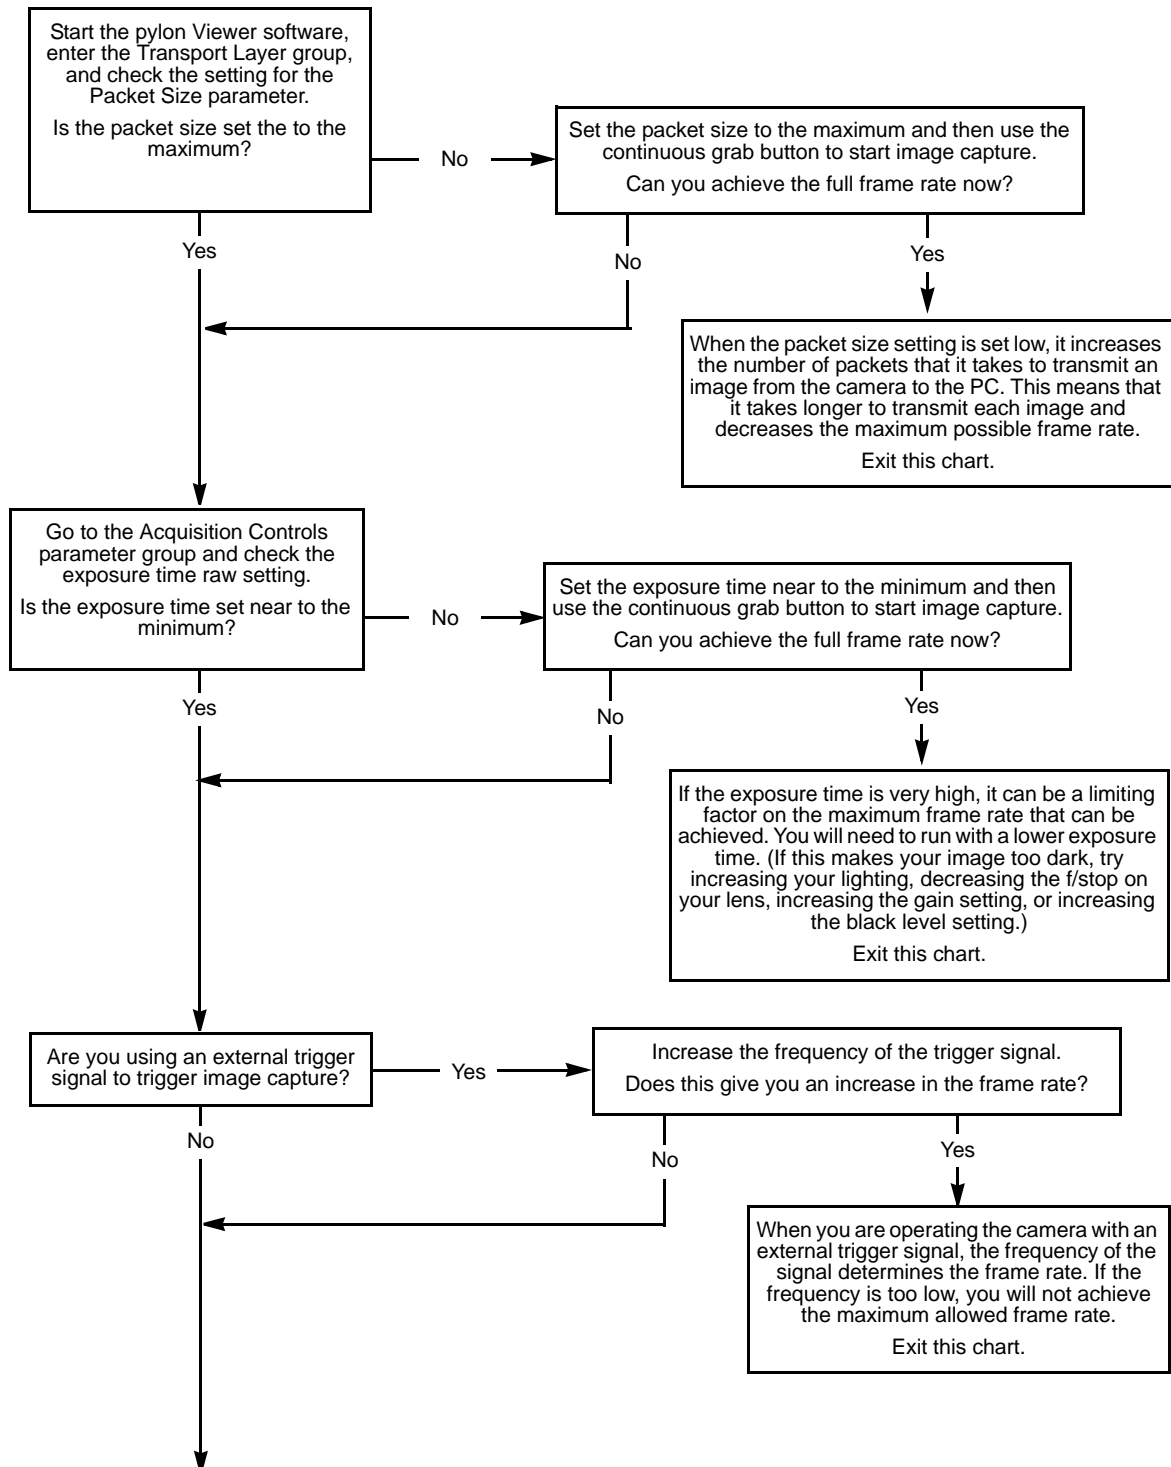 Start the pylon Viewer software,
enter the Transport Layer group,
and check the setting for the
Packet Size parameter.
Is the packet size set the to the
maximum?
No
Set the packet size to the maximum and then use the
continuous grab button to start image capture.
Can you achieve the full frame rate now?
Yes
No
Yes
When the packet size setting is set low, it increases
the number of packets that it takes to transmit an
image from the camera to the PC. This means that
it takes longer to transmit each image and
decreases the maximum possible frame rate.
Exit this chart.
Go to the Acquisition Controls
parameter group and check the
exposure time raw setting.
Is the exposure time set near to the
minimum?
No
Set the exposure time near to the minimum and then
use the continuous grab button to start image capture.
Can you achieve the full frame rate now?
Yes
No
Yes
If the exposure time is very high, it can be a limiting
factor on the maximum frame rate that can be
achieved. You will need to run with a lower exposure
time. (If this makes your image too dark, try
increasing your lighting, decreasing the f/stop on
your lens, increasing the gain setting, or increasing
the black level setting.)
Exit this chart.
Are you using an external trigger
signal to trigger image capture?
Yes
Increase the frequency of the trigger signal.
Does this give you an increase in the frame rate?
No
No
Yes
When you are operating the camera with an
external trigger signal, the frequency of the
signal determines the frame rate. If the
frequency is too low, you will not achieve
the maximum allowed frame rate.
Exit this chart.